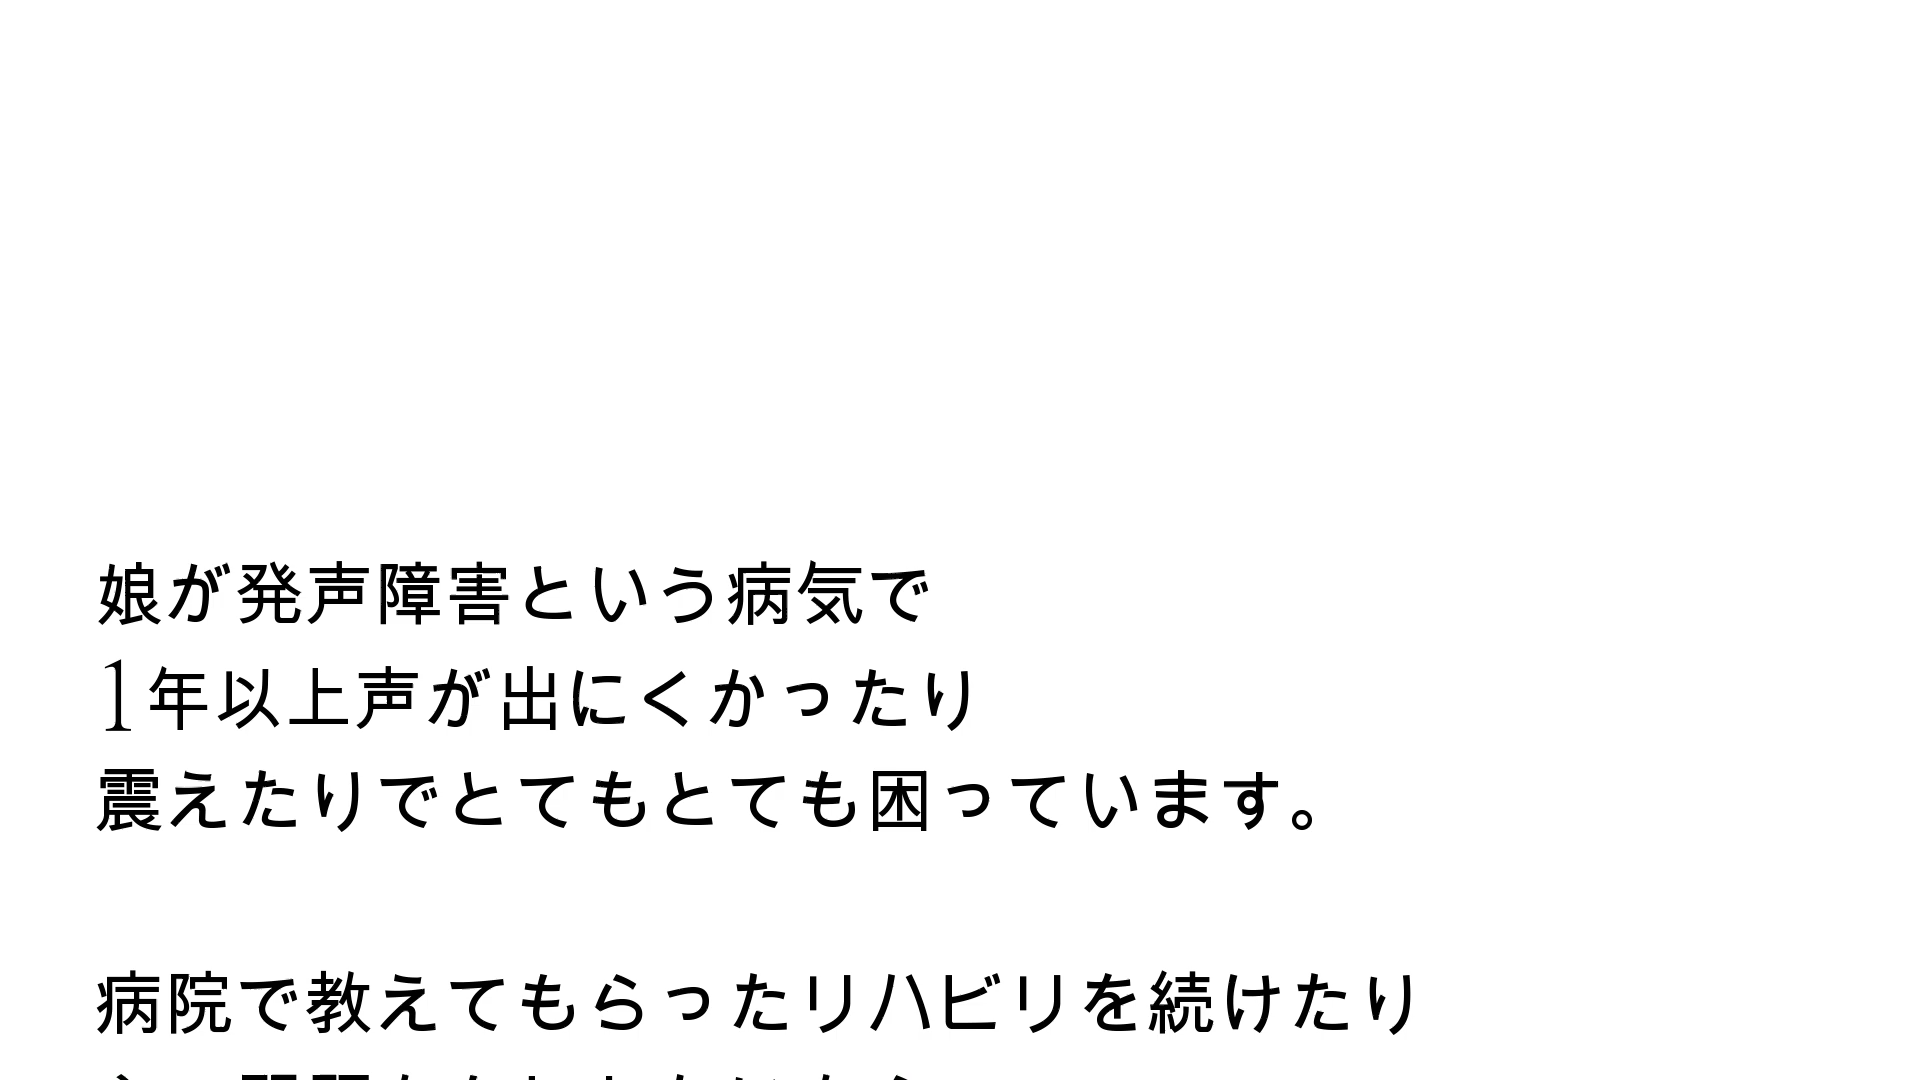 娘が発声障害という病気で
1年以上声が出にくかったり
震えたりでとてもとても困っています。
病院で教えてもらったリハビリを続けたり